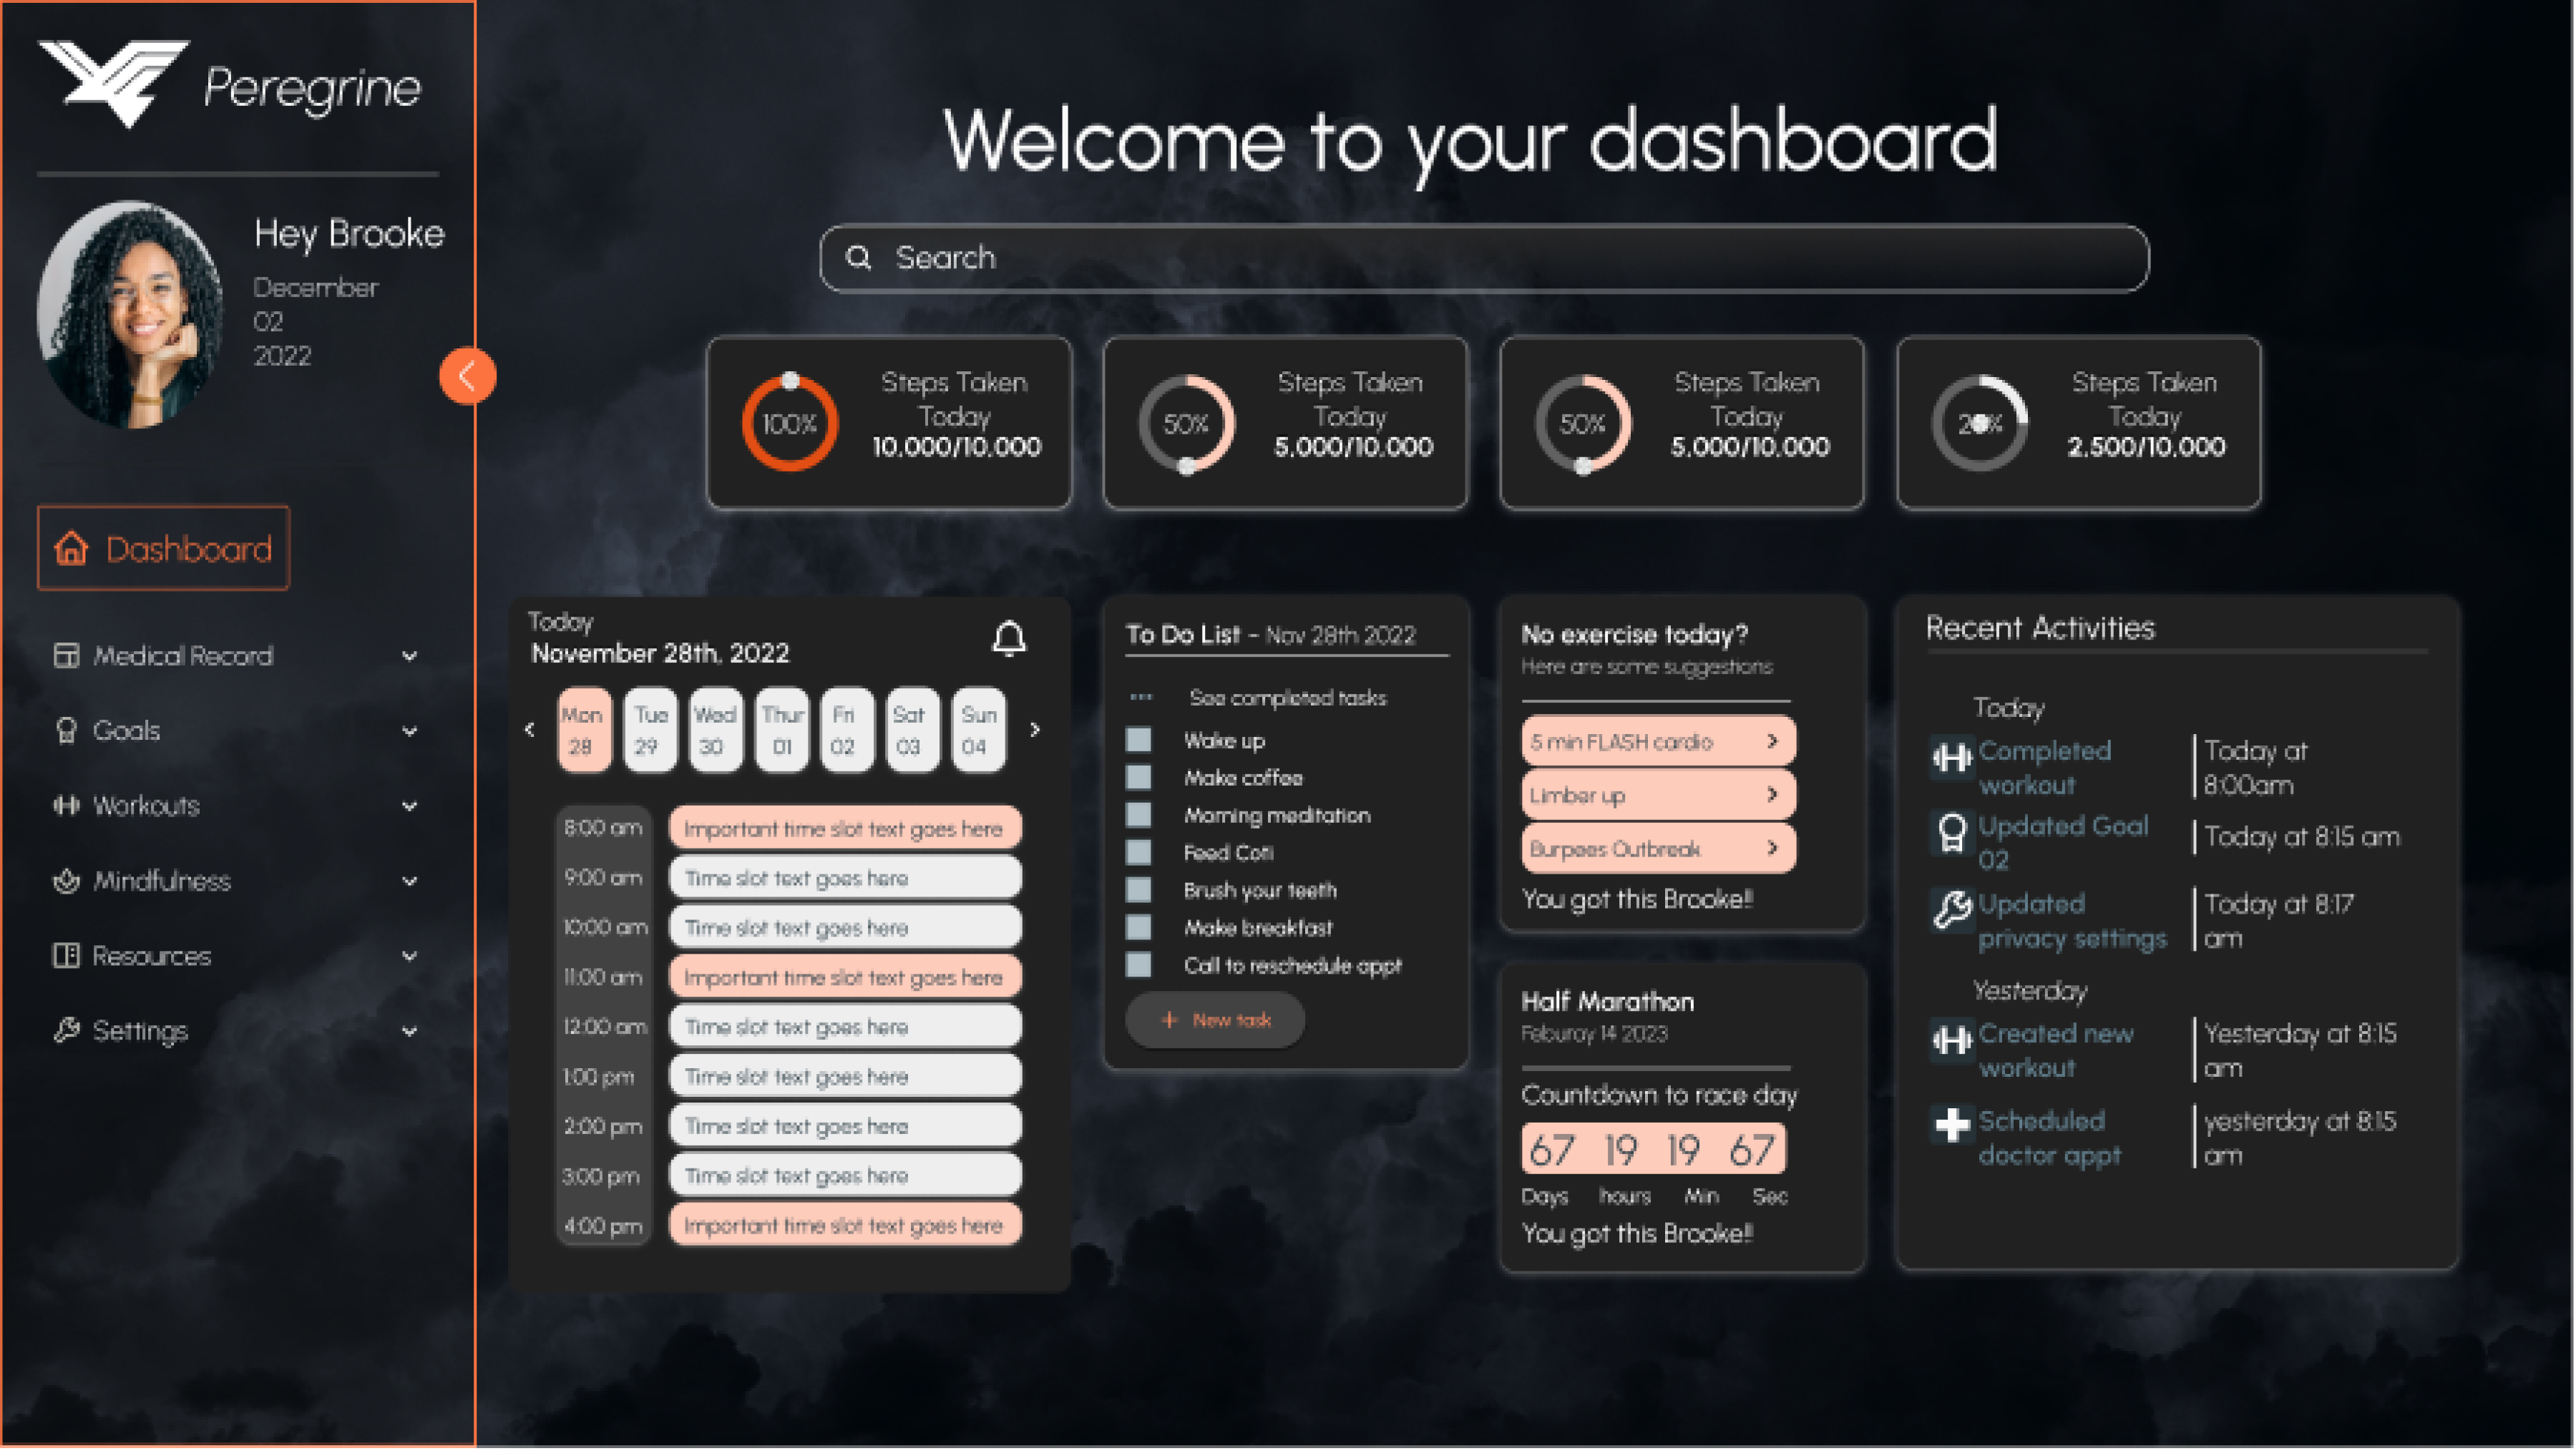 Peregrine
Hey Brooke
December
02
2022
Dashboard
Medical Record
Goals
Workouts
Mindfulness
Resources
Settings
Welcome to your dashboard
Search
100%
Steps Taken
Today
10.000/10.000
50%
Steps Taken
Today
5.000/10.000
50%
Steps Taken
Today
5.000/10.000
Steps Taken
Today
2.500/10.000
Today
November 28th, 2022
Mon Tue Wed Thur Fri Sat Sun
28 29 30 01 02 03 04
8:00 am Important time slot text goes here
9:00 am Time slot text goes here
10:00 am Time slot text goes here
11:00 am Important time slot text goes here
12:00 am Time slot text goes here
1:00 pm Time slot text goes here
2:00 pm Time slot text goes here
3:00 pm Time slot text goes here
4:00 pm Important time slot text goes here
To Do List - Nov 28th 2022
See completed tasks
Wake up
Make coffee
Morning meditation
Feed Coti
Brush your teeth
Make breakfast
Call to reschedule appt
+ New task
No exercise today?
Here are some suggestions
5 min FLASH cardio
Limber up
Burpees Outbreak
You got this Brooke!!
Half Marathon
Feburay 14 2023
Countdown to race day
67 19 19 67
Days hours Min Sec
You got this Brooke!!
Recent Activities
Today
Completed
workout
Today at
8:00am
Updated Goal
02
Today at 8:15 am
Updated
privacy settings
Today at 8:17
am
Yesterday
Created new
workout
Yesterday at 8:15
am
Scheduled
doctor appt
yesterday at 8:15
am